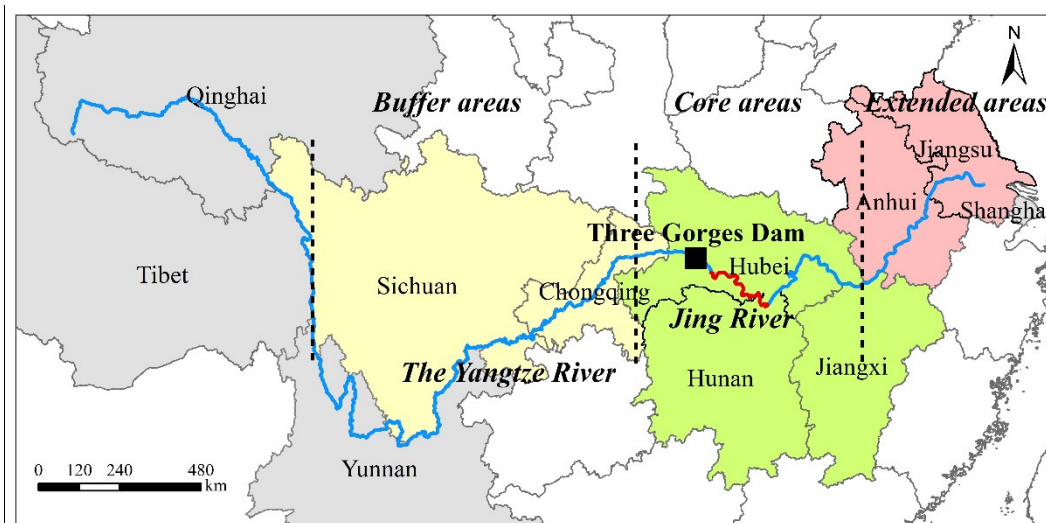 N
Qinghai
Buffer areas
Core areas
Extended areas
Jiangsu
Anhui
Shangha
Three Gorges Dam
Hubei
Tibet
Sichuan
Chongqing
Jing River
The Yangtze River
Hunan
Jiangxi
Yunnan
0 120 240 480
km